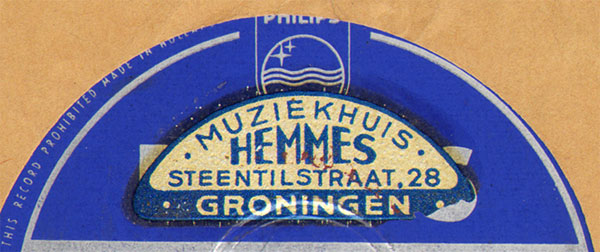 PHILIPS
THIS RECORD PROHIBITED MADE IN
· MUZIEKHUIS ·
HEMMES
STEENTILSTRAAT, 28
· GRONINGEN ·